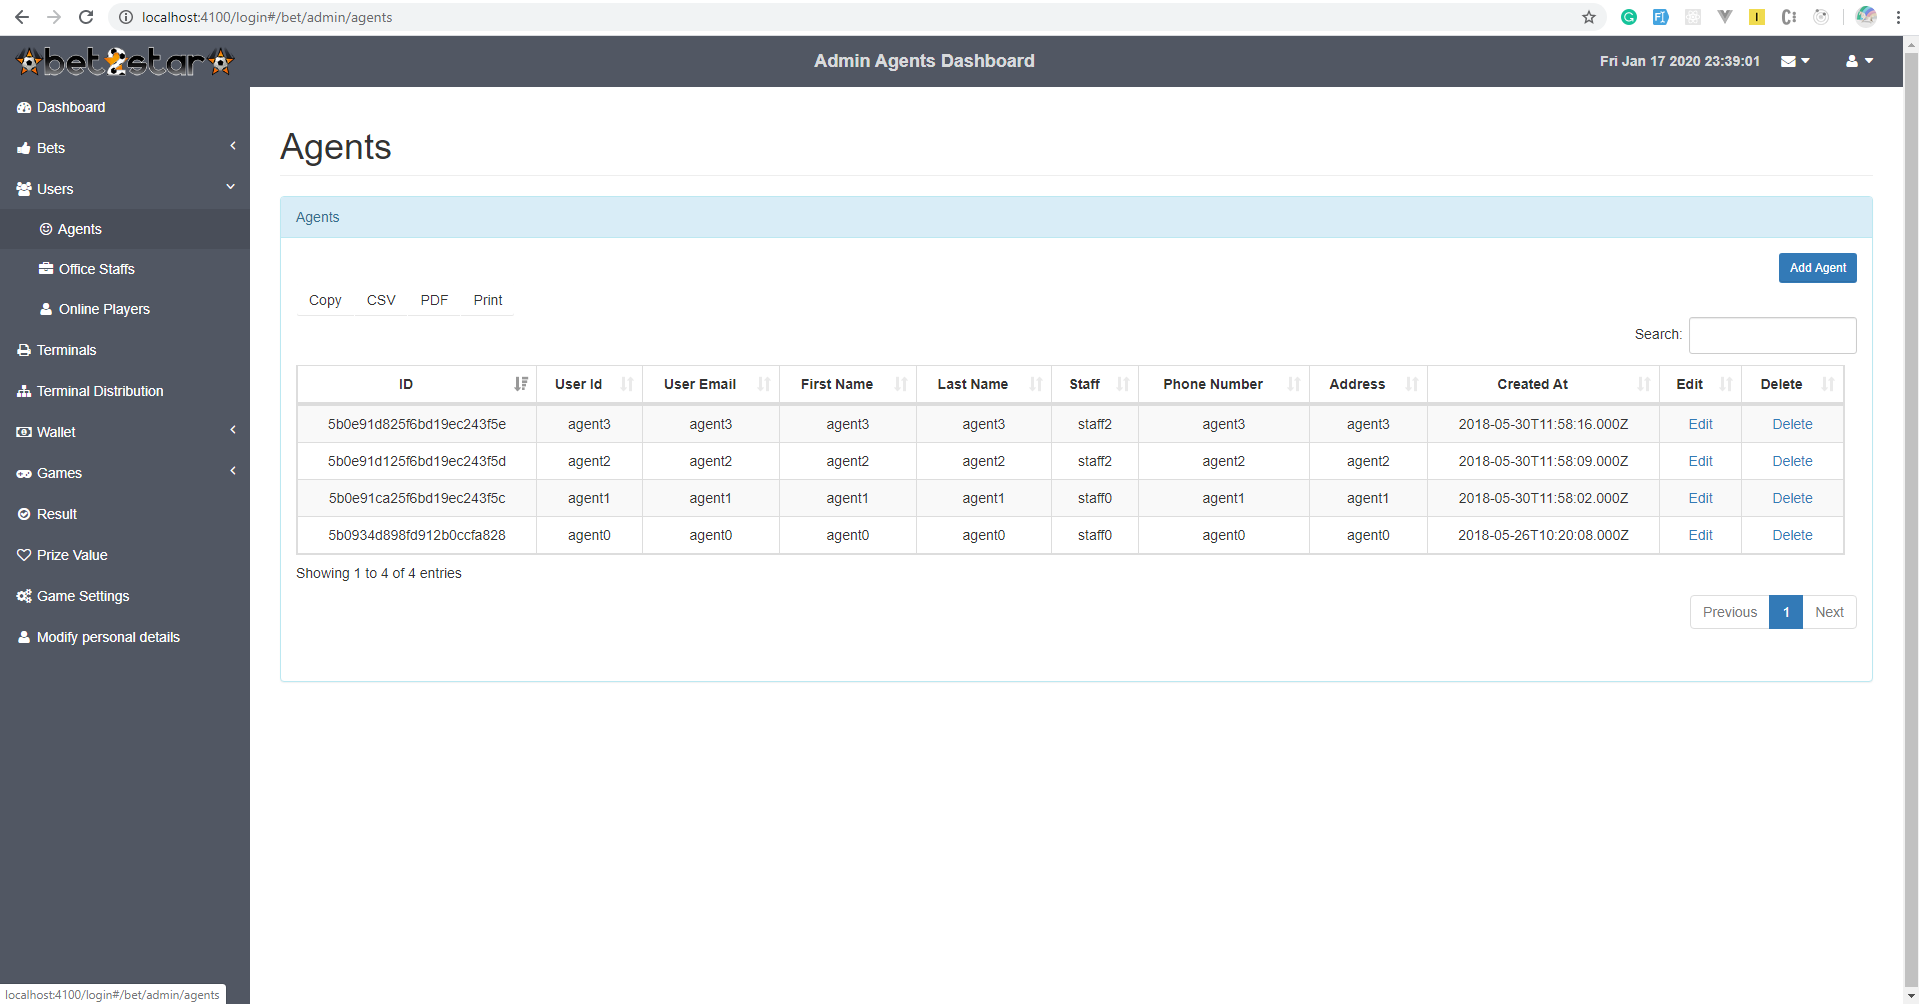 localhost:4100/login#/bet/admin/agents
bet2star Admin Agents Dashboard Fri Jan 17 2020 23:39:01
Dashboard
Bets
Users
Agents
Office Staffs
Online Players
Terminals
Terminal Distribution
Wallet
Games
Result
Prize Value
Game Settings
Modify personal details
Agents
Agents
Add Agent
Copy CSV PDF Print
Search:
ID User Id User Email First Name Last Name Staff Phone Number Address Created At Edit Delete
5b0e91d825f6bd19ec243f5e agent3 agent3 agent3 agent3 staff2 agent3 agent3 2018-05-30T11:58:16.000Z Edit Delete
5b0e91d125f6bd19ec243f5d agent2 agent2 agent2 agent2 staff2 agent2 agent2 2018-05-30T11:58:09.000Z Edit Delete
5b0e91ca25f6bd19ec243f5c agent1 agent1 agent1 agent1 staff0 agent1 agent1 2018-05-30T11:58:02.000Z Edit Delete
5b0934d898fd912b0ccfa828 agent0 agent0 agent0 agent0 staff0 agent0 agent0 2018-05-26T10:20:08.000Z Edit Delete
Showing 1 to 4 of 4 entries
Previous 1 Next
localhost:4100/login#/bet/admin/agents